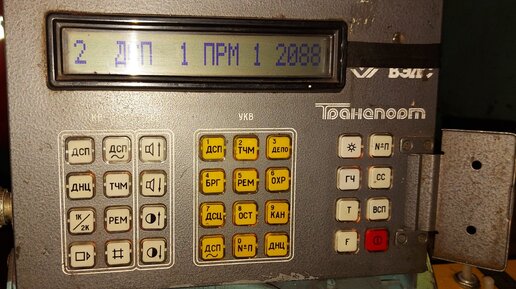 2 ДСП 1 ПРМ 1 2088
ВЭЛС
Транспорт
КВ УКВ
ДСП ДСП 1 ДСП 2 ТЧМ 3 ДЕПО №П
ДНЦ ТЧМ 4 БРГ 5 РЕМ 6 ОХР ГЧ СС
1К/2К РЕМ 7 ДСЦ 8 ОСТ 9 КАН Т ВСП
# ДСП 0 №П ДНЦ F